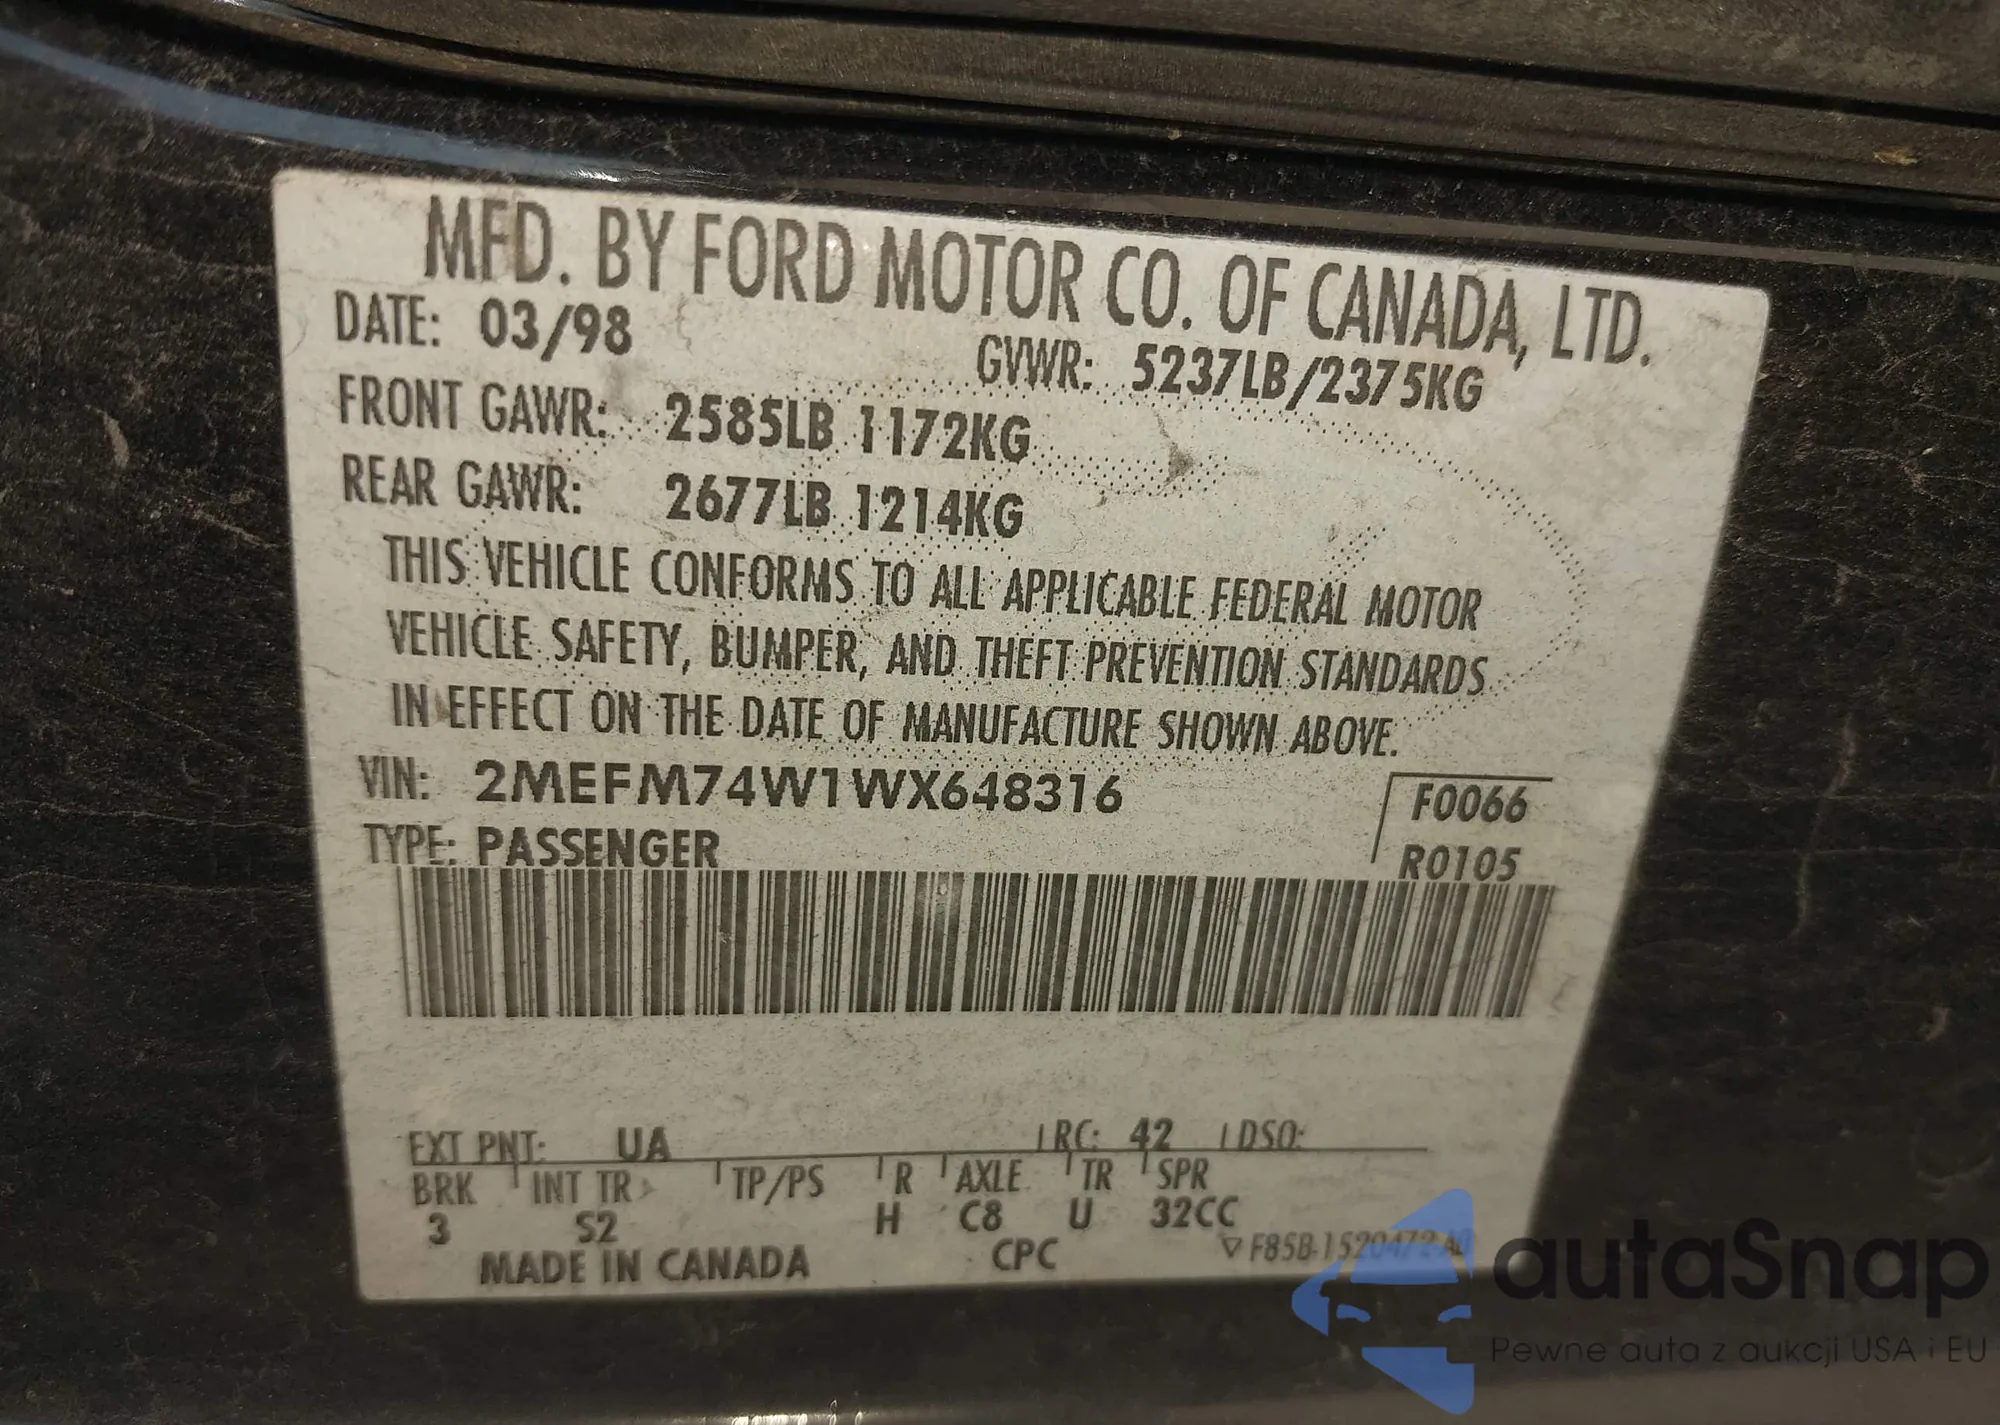 MFD. BY FORD MOTOR CO. OF CANADA, LTD.
DATE: 03/98
GVWR: 5237LB/2375KG
FRONT GAWR: 2585LB 1172KG
REAR GAWR: 2677LB 1214KG
THIS VEHICLE CONFORMS TO ALL APPLICABLE FEDERAL MOTOR
VEHICLE SAFETY, BUMPER, AND THEFT PREVENTION STANDARDS
IN EFFECT ON THE DATE OF MANUFACTURE SHOWN ABOVE.
VIN: 2MEFM74W1WX648316
F0066
TYPE: PASSENGER
R0105
EXT PNT: UA RC: 42 DSO:
BRK INT TR TP/PS R AXLE TR SPR
3 S2 H C8 U 32CC
MADE IN CANADA CPC
autaSnap
Pewne auta z aukcji USA i EU